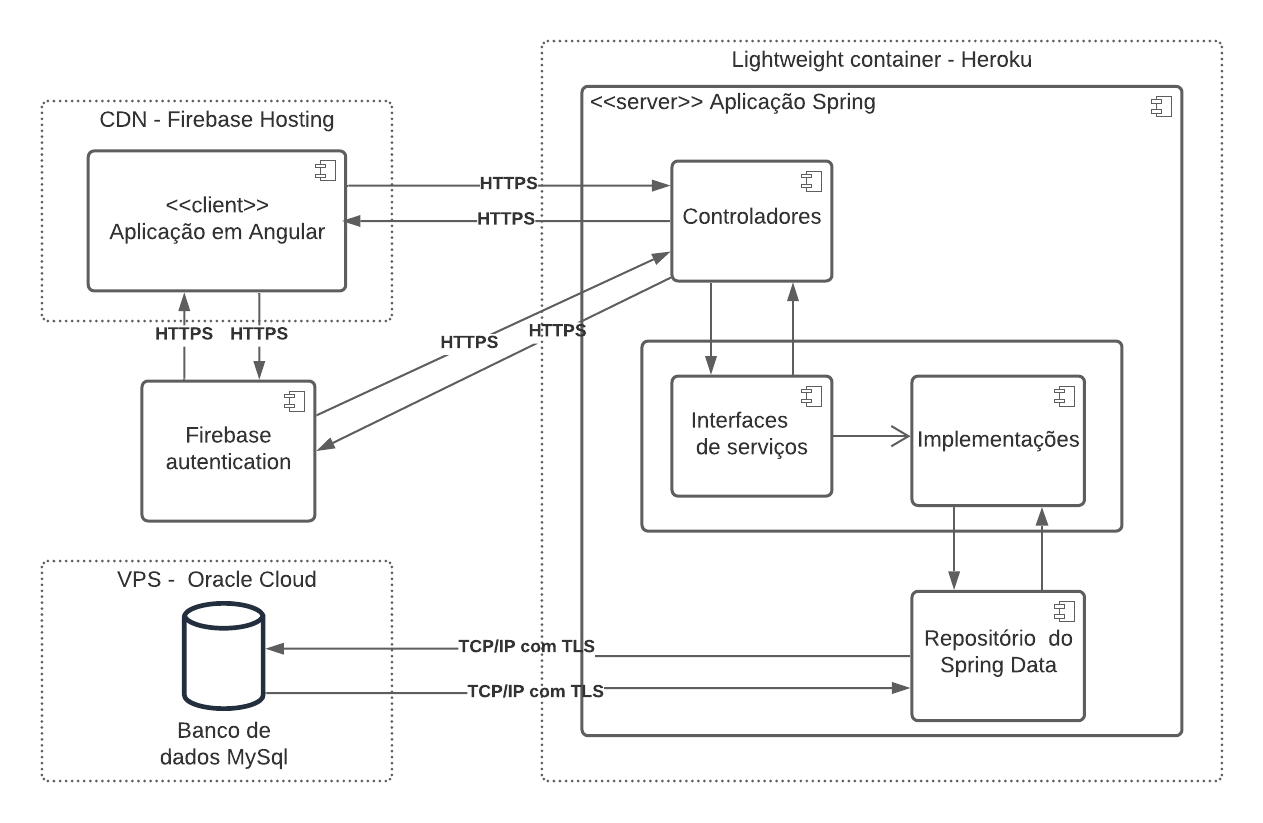 Lightweight container - Heroku
<<server>> Aplicação Spring
CDN - Firebase Hosting
<<client>>
Aplicação em Angular
HTTPS
HTTPS
Controladores
HTTPS
HTTPS
HTTPS
HTTPS
Firebase
autentication
Interfaces
de serviços
Implementações
VPS - Oracle Cloud
Banco de
dados MySql
TCP/IP com TLS
TCP/IP com TLS
Repositório do
Spring Data